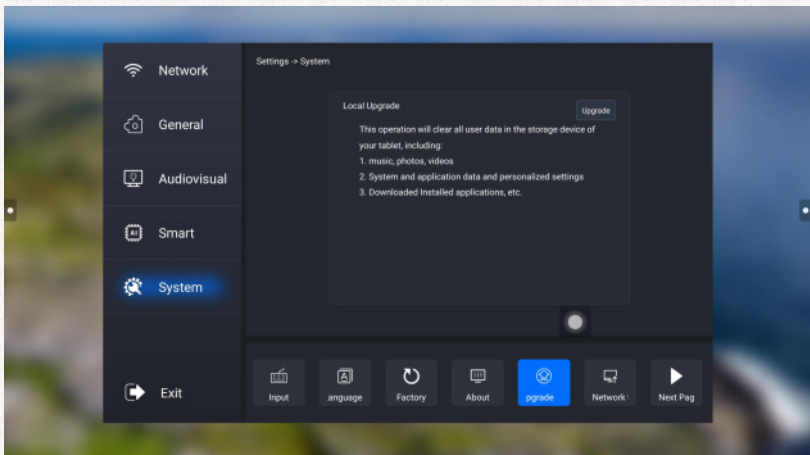 Network
General
Audiovisual
Smart
System
Exit
Settings -> System
Local Upgrade
Upgrade
This operation will clear all user data in the storage device of
your tablet, including:
1. music, photos, videos
2. System and application data and personalized settings
3. Downloaded Installed applications, etc.
Input
anguage
Factory
About
pgrade
Network
Next Pag